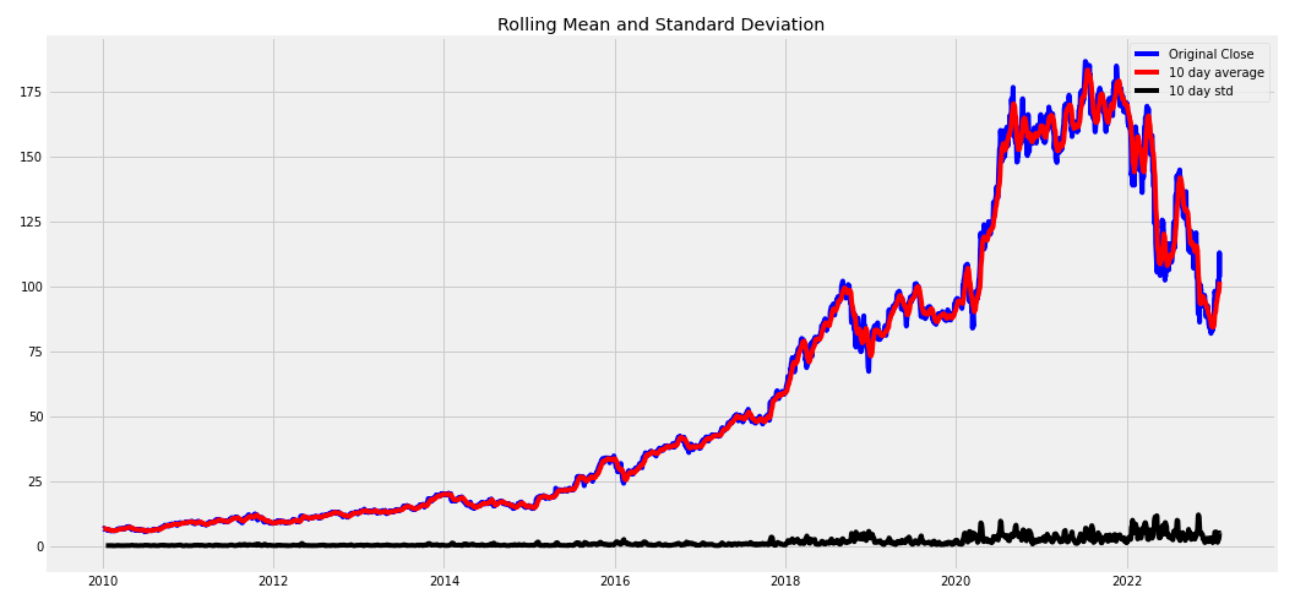 Rolling Mean and Standard Deviation
Original Close
10 day average
10 day std
175
150
125
100
75
50
25
0
2010 2012 2014 2016 2018 2020 2022